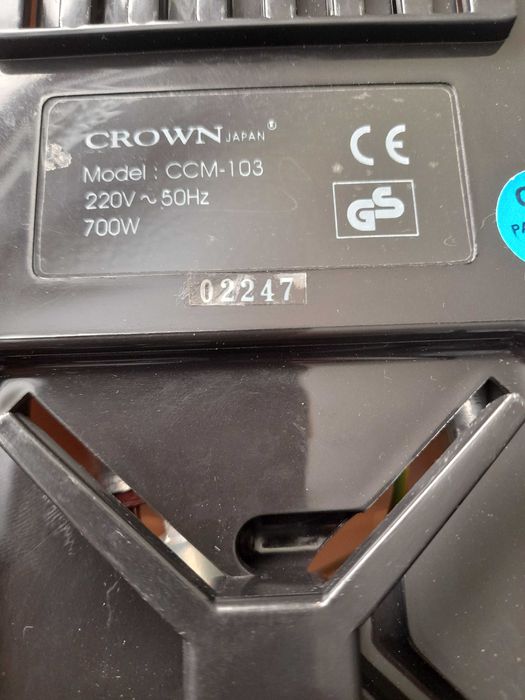 CROWN JAPAN ®
Model : CCM-103
220V ~ 50Hz
700W
CE
GS
02247